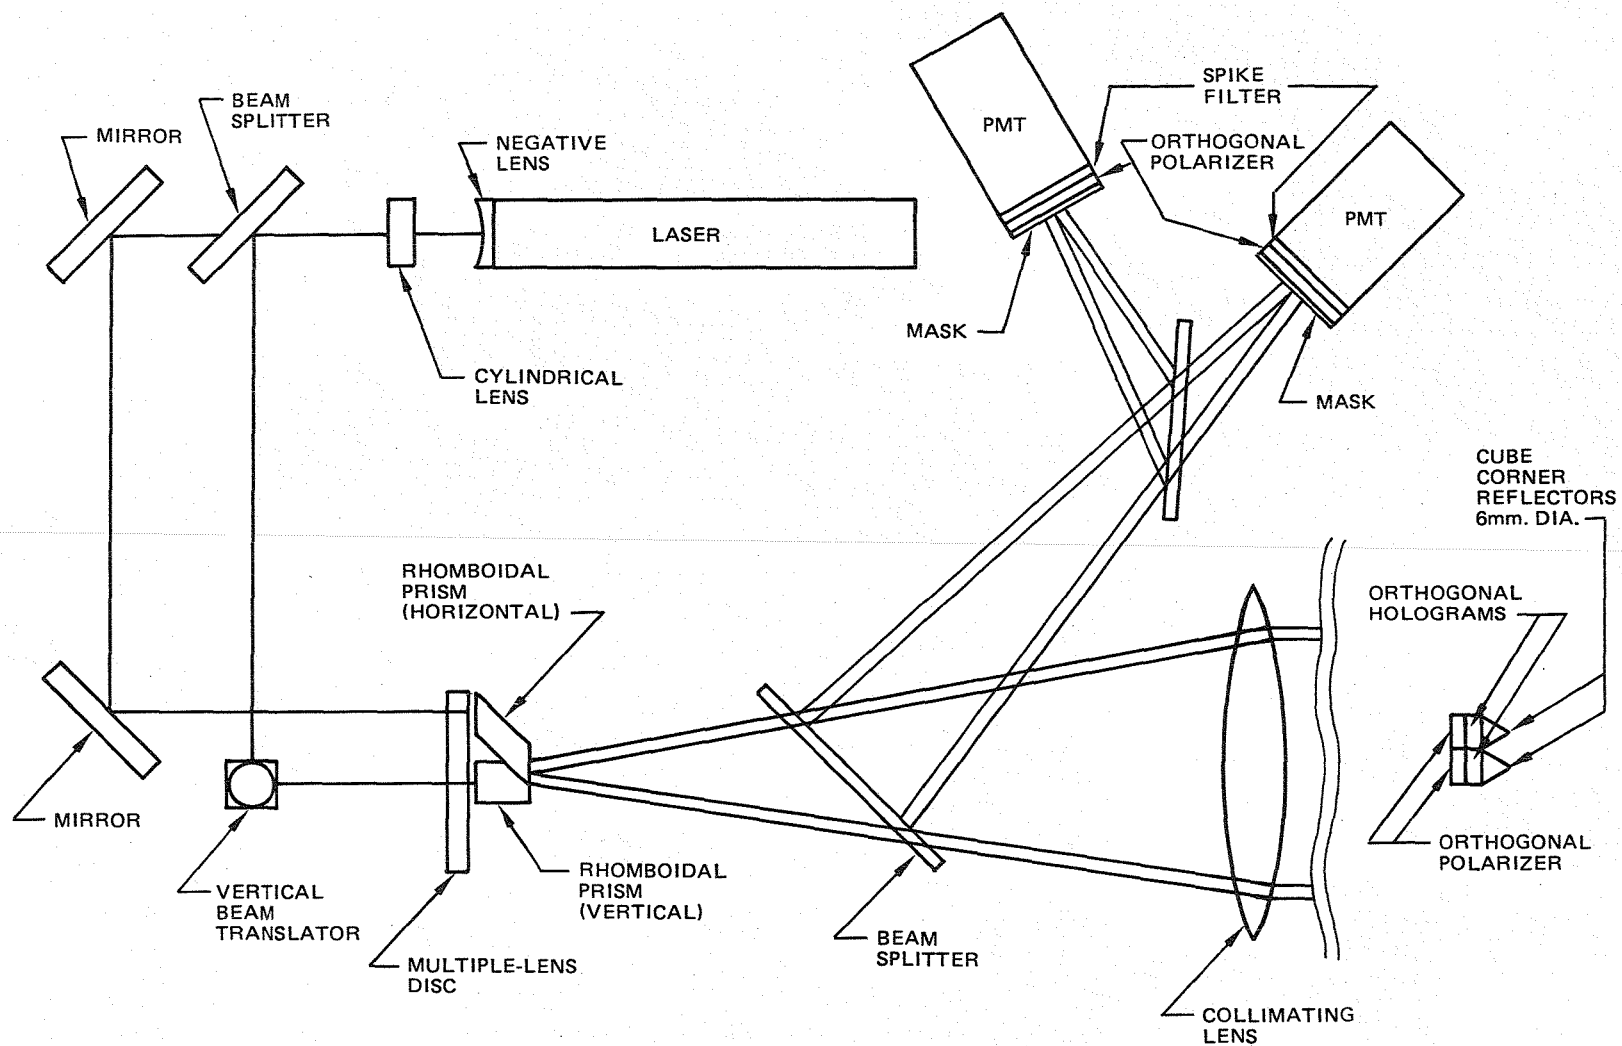 BEAM
SPLITTER
MIRROR
NEGATIVE
LENS
LASER
PMT
SPIKE
FILTER
ORTHOGONAL
POLARIZER
PMT
MASK
MASK
CYLINDRICAL
LENS
CUBE
CORNER
REFLECTORS
6mm. DIA.
RHOMBOIDAL
PRISM
(HORIZONTAL)
ORTHOGONAL
HOLOGRAMS
MIRROR
ORTHOGONAL
POLARIZER
VERTICAL
BEAM
TRANSLATOR
RHOMBOIDAL
PRISM
(VERTICAL)
BEAM
SPLITTER
MULTIPLE-LENS
DISC
COLLIMATING
LENS